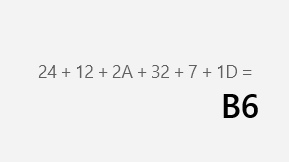 24 + 12 + 2A + 32 + 7 + 1D =
B6